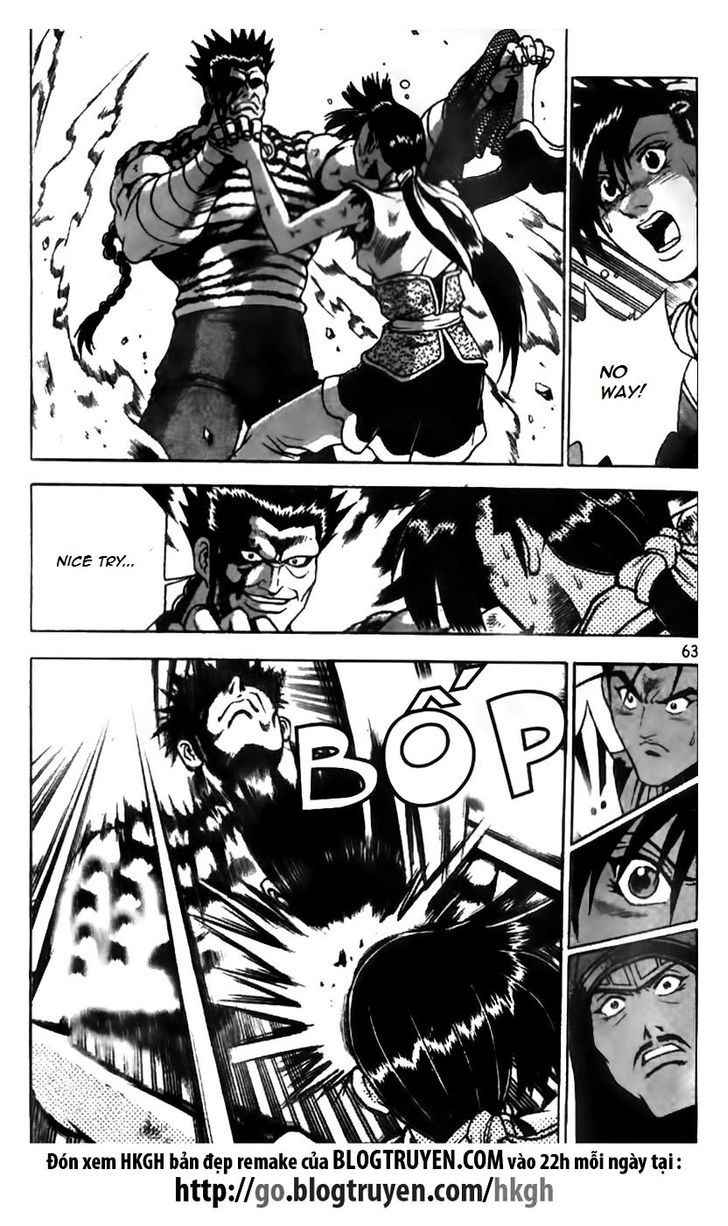 NO
WAY!
NICE TRY...
63
BỐP
Đón xem HKGH bản đẹp remake của BLOGTRUYEN.COM vào 22h mỗi ngày tại :
http://go.blogtruyen.com/hkgh